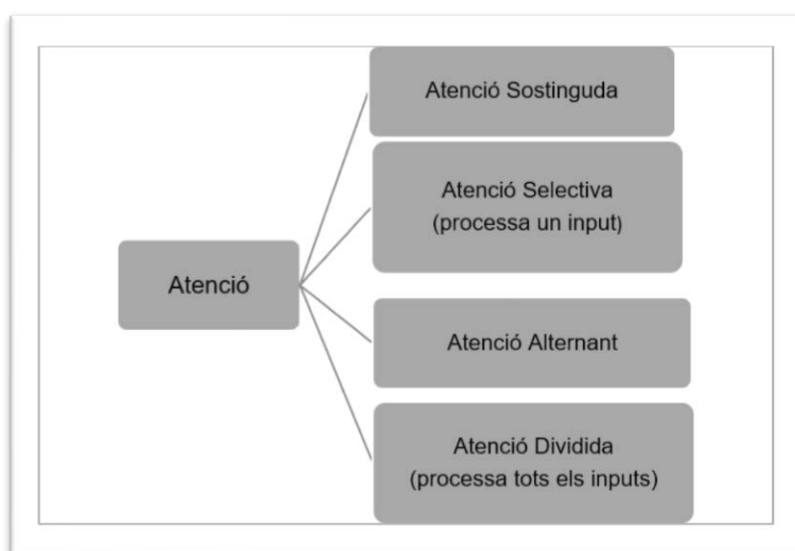 Atenció
Atenció Sostinguda
Atenció Selectiva
(processa un input)
Atenció Alternant
Atenció Dividida
(processa tots els inputs)